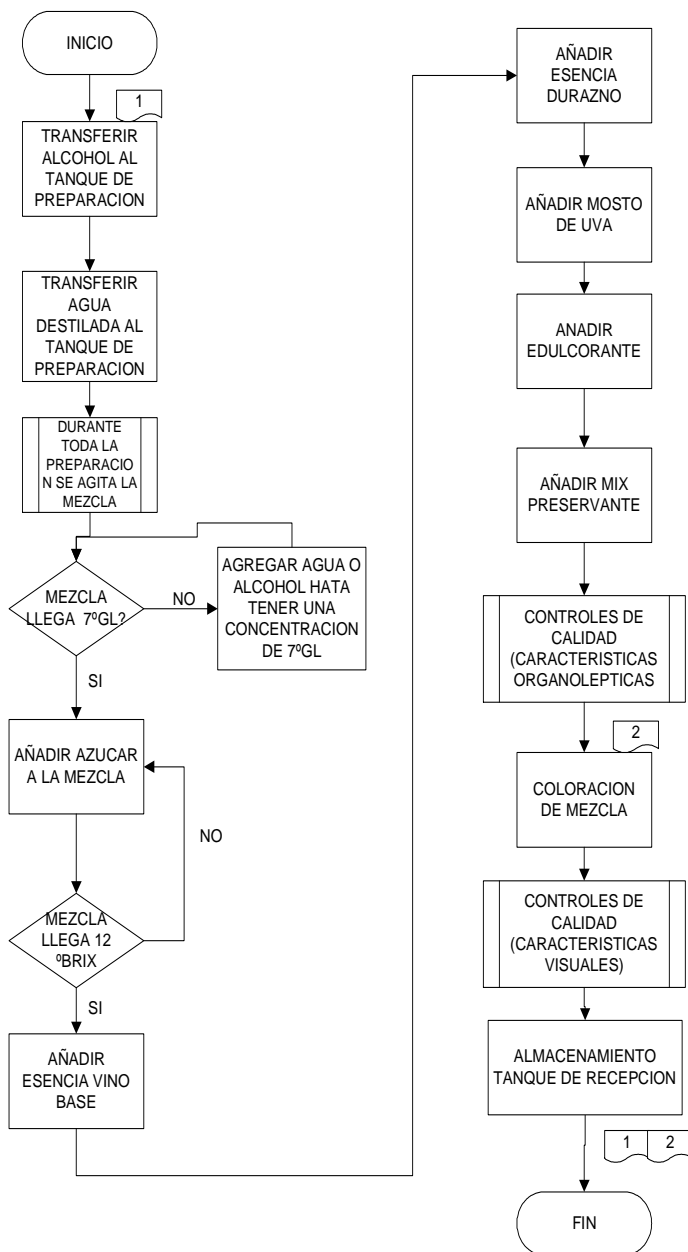 INICIO
1
TRANSFERIR
ALCOHOL AL
TANQUE DE
PREPARACION
TRANSFERIR
AGUA
DESTILADA AL
TANQUE DE
PREPARACION
DURANTE
TODA LA
PREPARACIO
N SE AGITA LA
MEZCLA
MEZCLA
LLEGA 7ºGL?
NO
AGREGAR AGUA O
ALCOHOL HATA
TENER UNA
CONCENTRACION
DE 7ºGL
SI
AÑADIR AZUCAR
A LA MEZCLA
NO
MEZCLA
LLEGA 12
ºBRIX
SI
AÑADIR
ESENCIA VINO
BASE
AÑADIR
ESENCIA
DURAZNO
AÑADIR MOSTO
DE UVA
ANADIR
EDULCORANTE
AÑADIR MIX
PRESERVANTE
CONTROLES DE
CALIDAD
(CARACTERISTICAS
ORGANOLEPTICAS
2
COLORACION
DE MEZCLA
CONTROLES DE
CALIDAD
(CARACTERISTICAS
VISUALES)
ALMACENAMIENTO
TANQUE DE RECEPCION
1 2
FIN